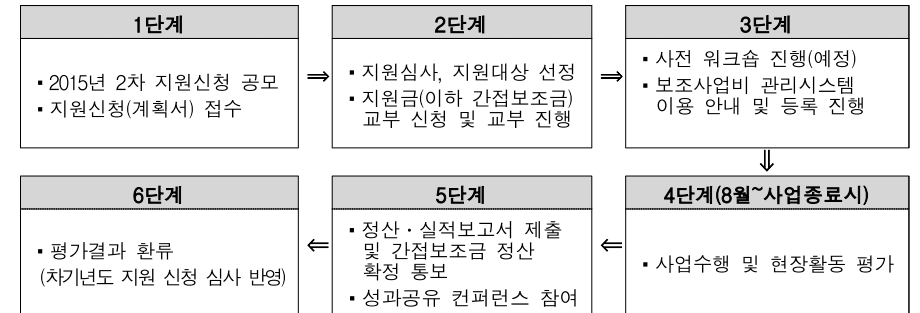 1단계
▪ 2015년 2차 지원신청 공모
▪ 지원신청(계획서) 접수
⇒
2단계
▪ 지원심사, 지원대상 선정
▪ 지원금(이하 간접보조금)
교부 신청 및 교부 진행
⇒
3단계
▪ 사전 워크숍 진행(예정)
▪ 보조사업비 관리시스템
이용 안내 및 등록 진행
⇓
4단계(8월~사업종료시)
▪ 사업수행 및 현장활동 평가
⇐
5단계
▪ 정산·실적보고서 제출
및 간접보조금 정산
확정 통보
▪ 성과공유 컨퍼런스 참여
⇐
6단계
▪ 평가결과 환류
(차기년도 지원 신청 심사 반영)